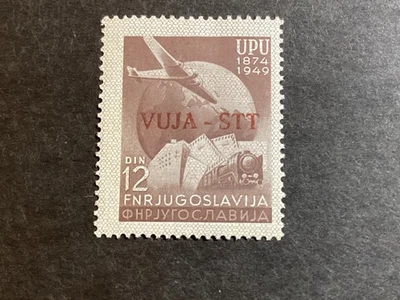 UPU
1874
1949
VUJA - STT
DIN
12
FNR JUGOSLAVIJA
ФНРЈУГОСЛАВИЈА